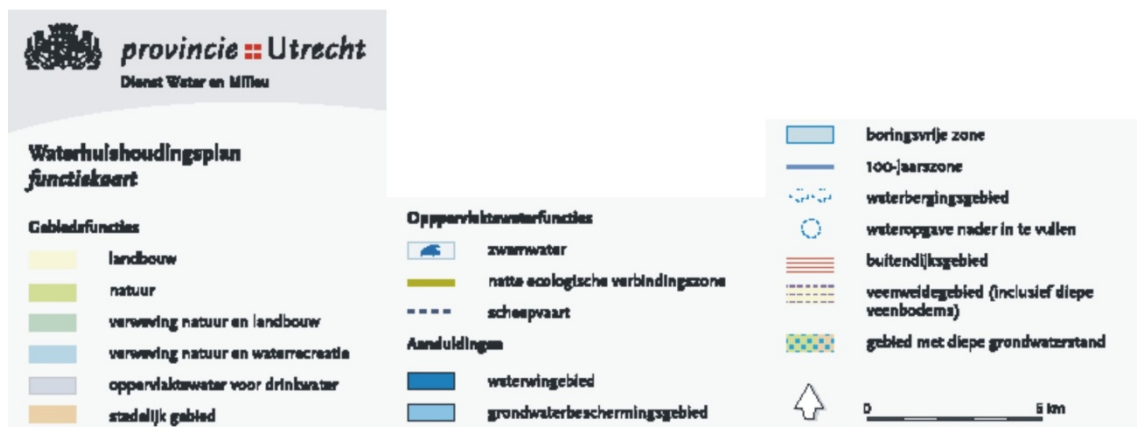 provincie Utrecht
Dienst Water en Milieu
Waterhuishoudingsplan
functiekaart
Gebiedsfuncties
landbouw
natuur
verweving natuur en landbouw
verweving natuur en waterrecreatie
oppervlaktewater voor drinkwater
stedelijk gebied
Oppervlaktewaterfuncties
zwemwater
natte ecologische verbindingszone
scheepvaart
Aanduidingen
waterwingebied
grondwaterbeschermingsgebied
boringsvrije zone
100-jaarszone
waterbergingsgebied
wateropgave nader in te vullen
buitendijksgebied
veenweidegebied (inclusief diepe
veenbodems)
gebied met diepe grondwaterstand
0 5 km